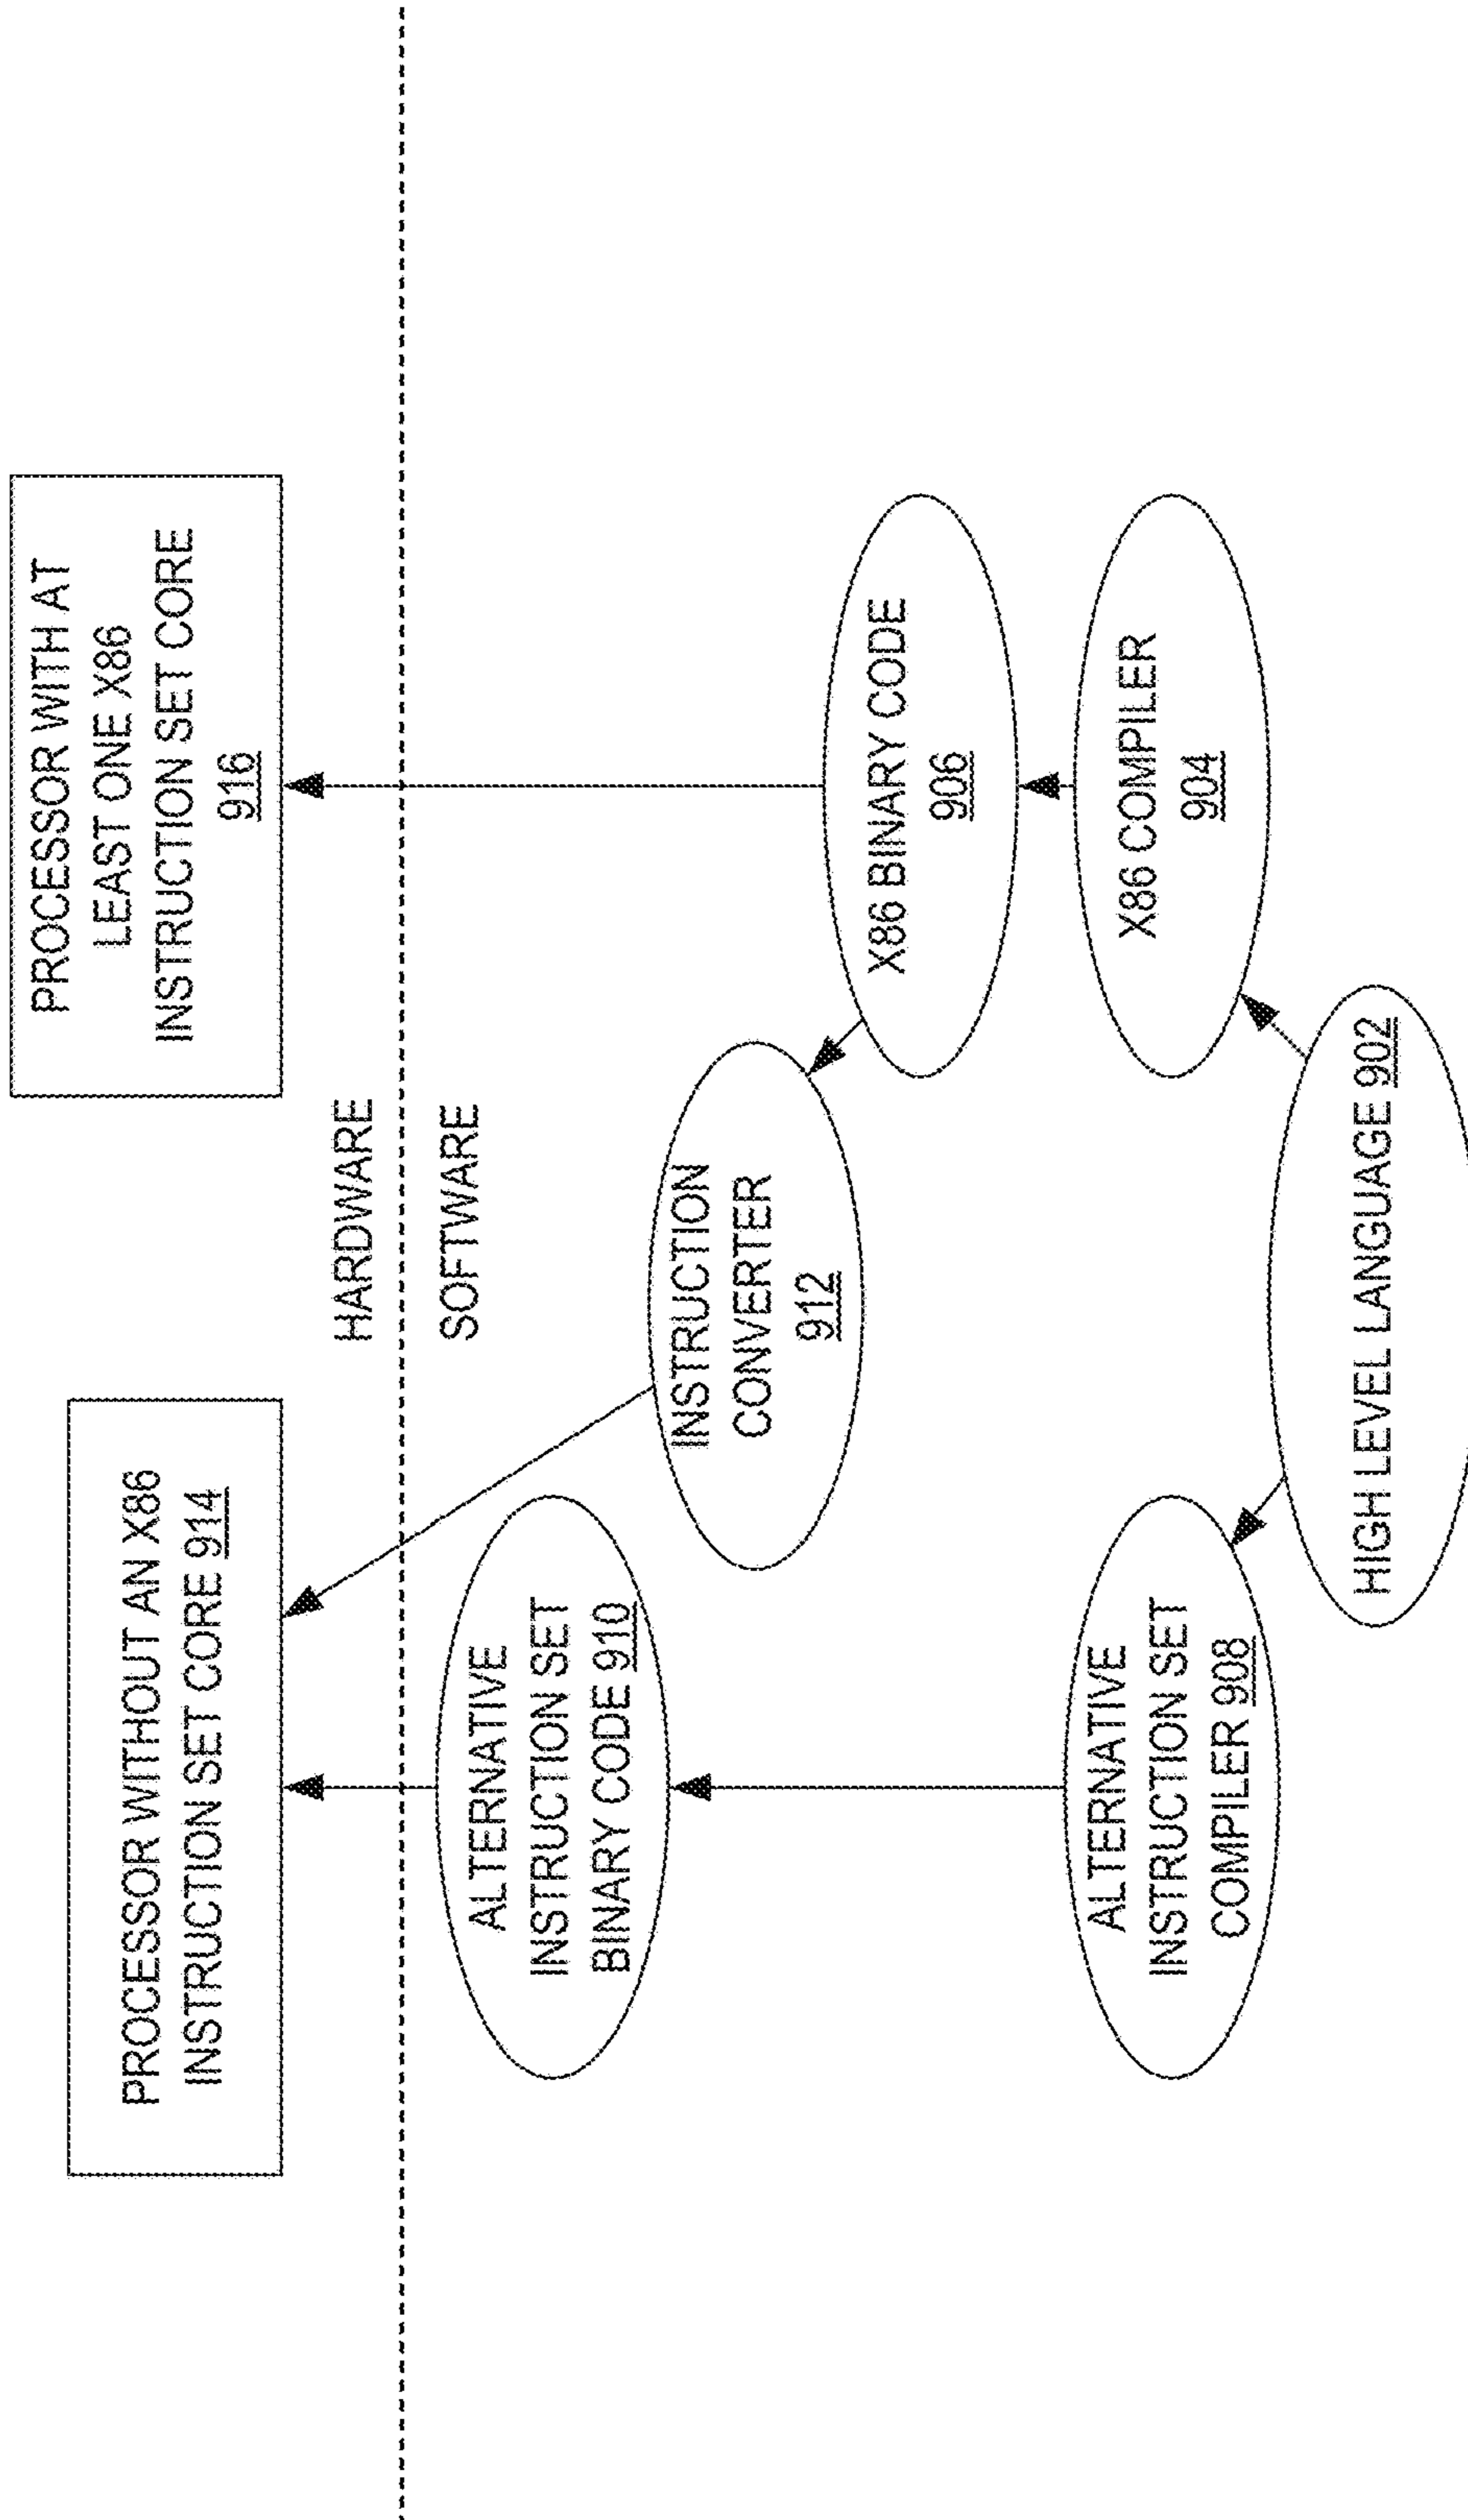 PROCESSOR WITHOUT AN X86
INSTRUCTION SET CORE 914
PROCESSOR WITH AT
LEAST ONE X86
INSTRUCTION SET CORE
916
HARDWARE
SOFTWARE
ALTERNATIVE
INSTRUCTION SET
BINARY CODE 910
INSTRUCTION
CONVERTER
912
X86 BINARY CODE
906
ALTERNATIVE
INSTRUCTION SET
COMPILER 908
X86 COMPILER
904
HIGH LEVEL LANGUAGE 902